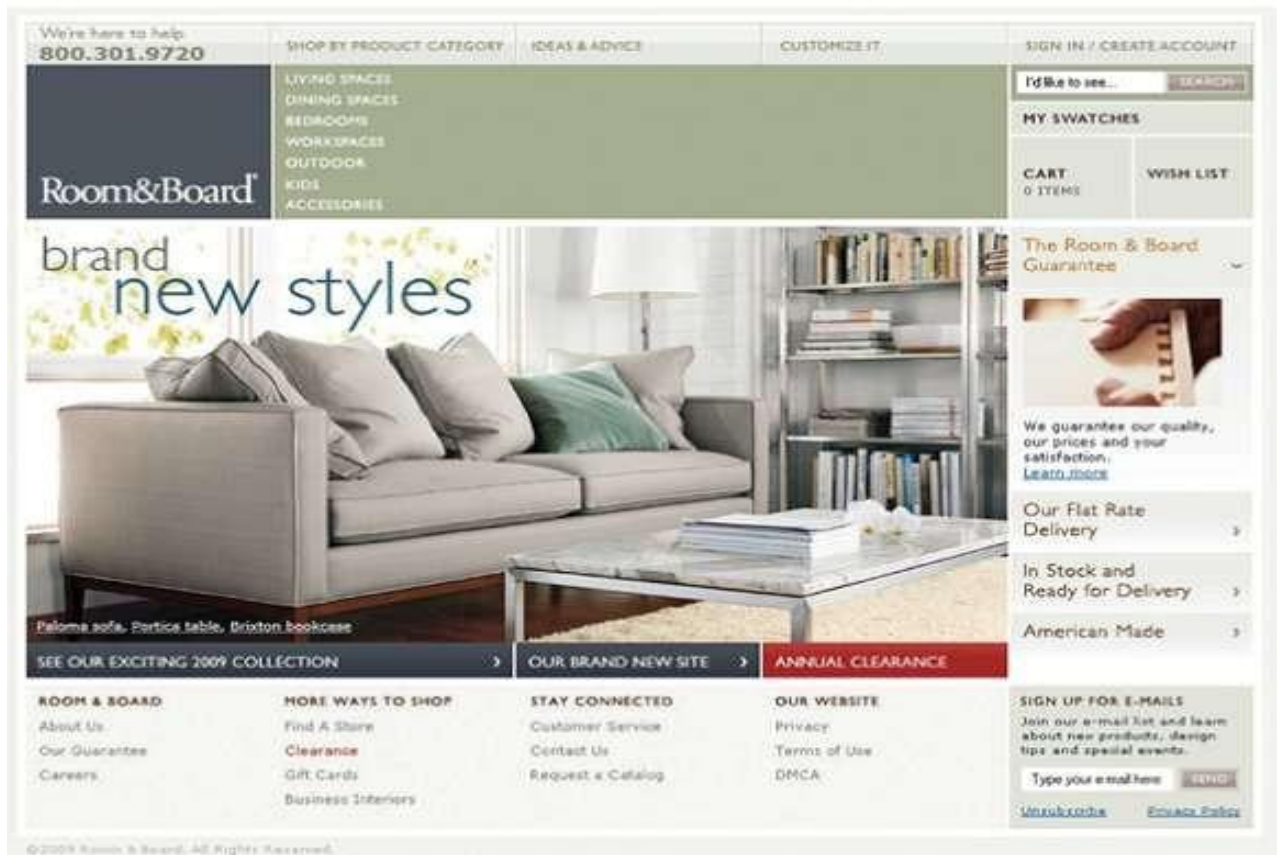 We're here to help
800.301.9720
SHOP BY PRODUCT CATEGORY
IDEAS & ADVICE
CUSTOMIZE IT
SIGN IN / CREATE ACCOUNT
Room&Board
LIVING SPACES
DINING SPACES
BEDROOMS
WORKSPACES
OUTDOOR
KIDS
ACCESSORIES
I'd like to see...
SEARCH
MY SWATCHES
CART
0 ITEMS
WISH LIST
brand
new styles
Paloma sofa, Portica table, Brixton bookcase
The Room & Board
Guarantee
We guarantee our quality,
our prices and your
satisfaction.
Learn more
Our Flat Rate
Delivery
In Stock and
Ready for Delivery
American Made
SEE OUR EXCITING 2009 COLLECTION
OUR BRAND NEW SITE
ANNUAL CLEARANCE
ROOM & BOARD
About Us
Our Guarantee
Careers
MORE WAYS TO SHOP
Find A Store
Clearance
Gift Cards
Business Interiors
STAY CONNECTED
Customer Service
Contact Us
Request a Catalog
OUR WEBSITE
Privacy
Terms of Use
DMCA
SIGN UP FOR E-MAILS
Join our e-mail list and learn
about new products, design
tips and special events.
Type your e-mail here
SEND
Unsubscribe
Privacy Policy
©2009 Room & Board. All Rights Reserved.